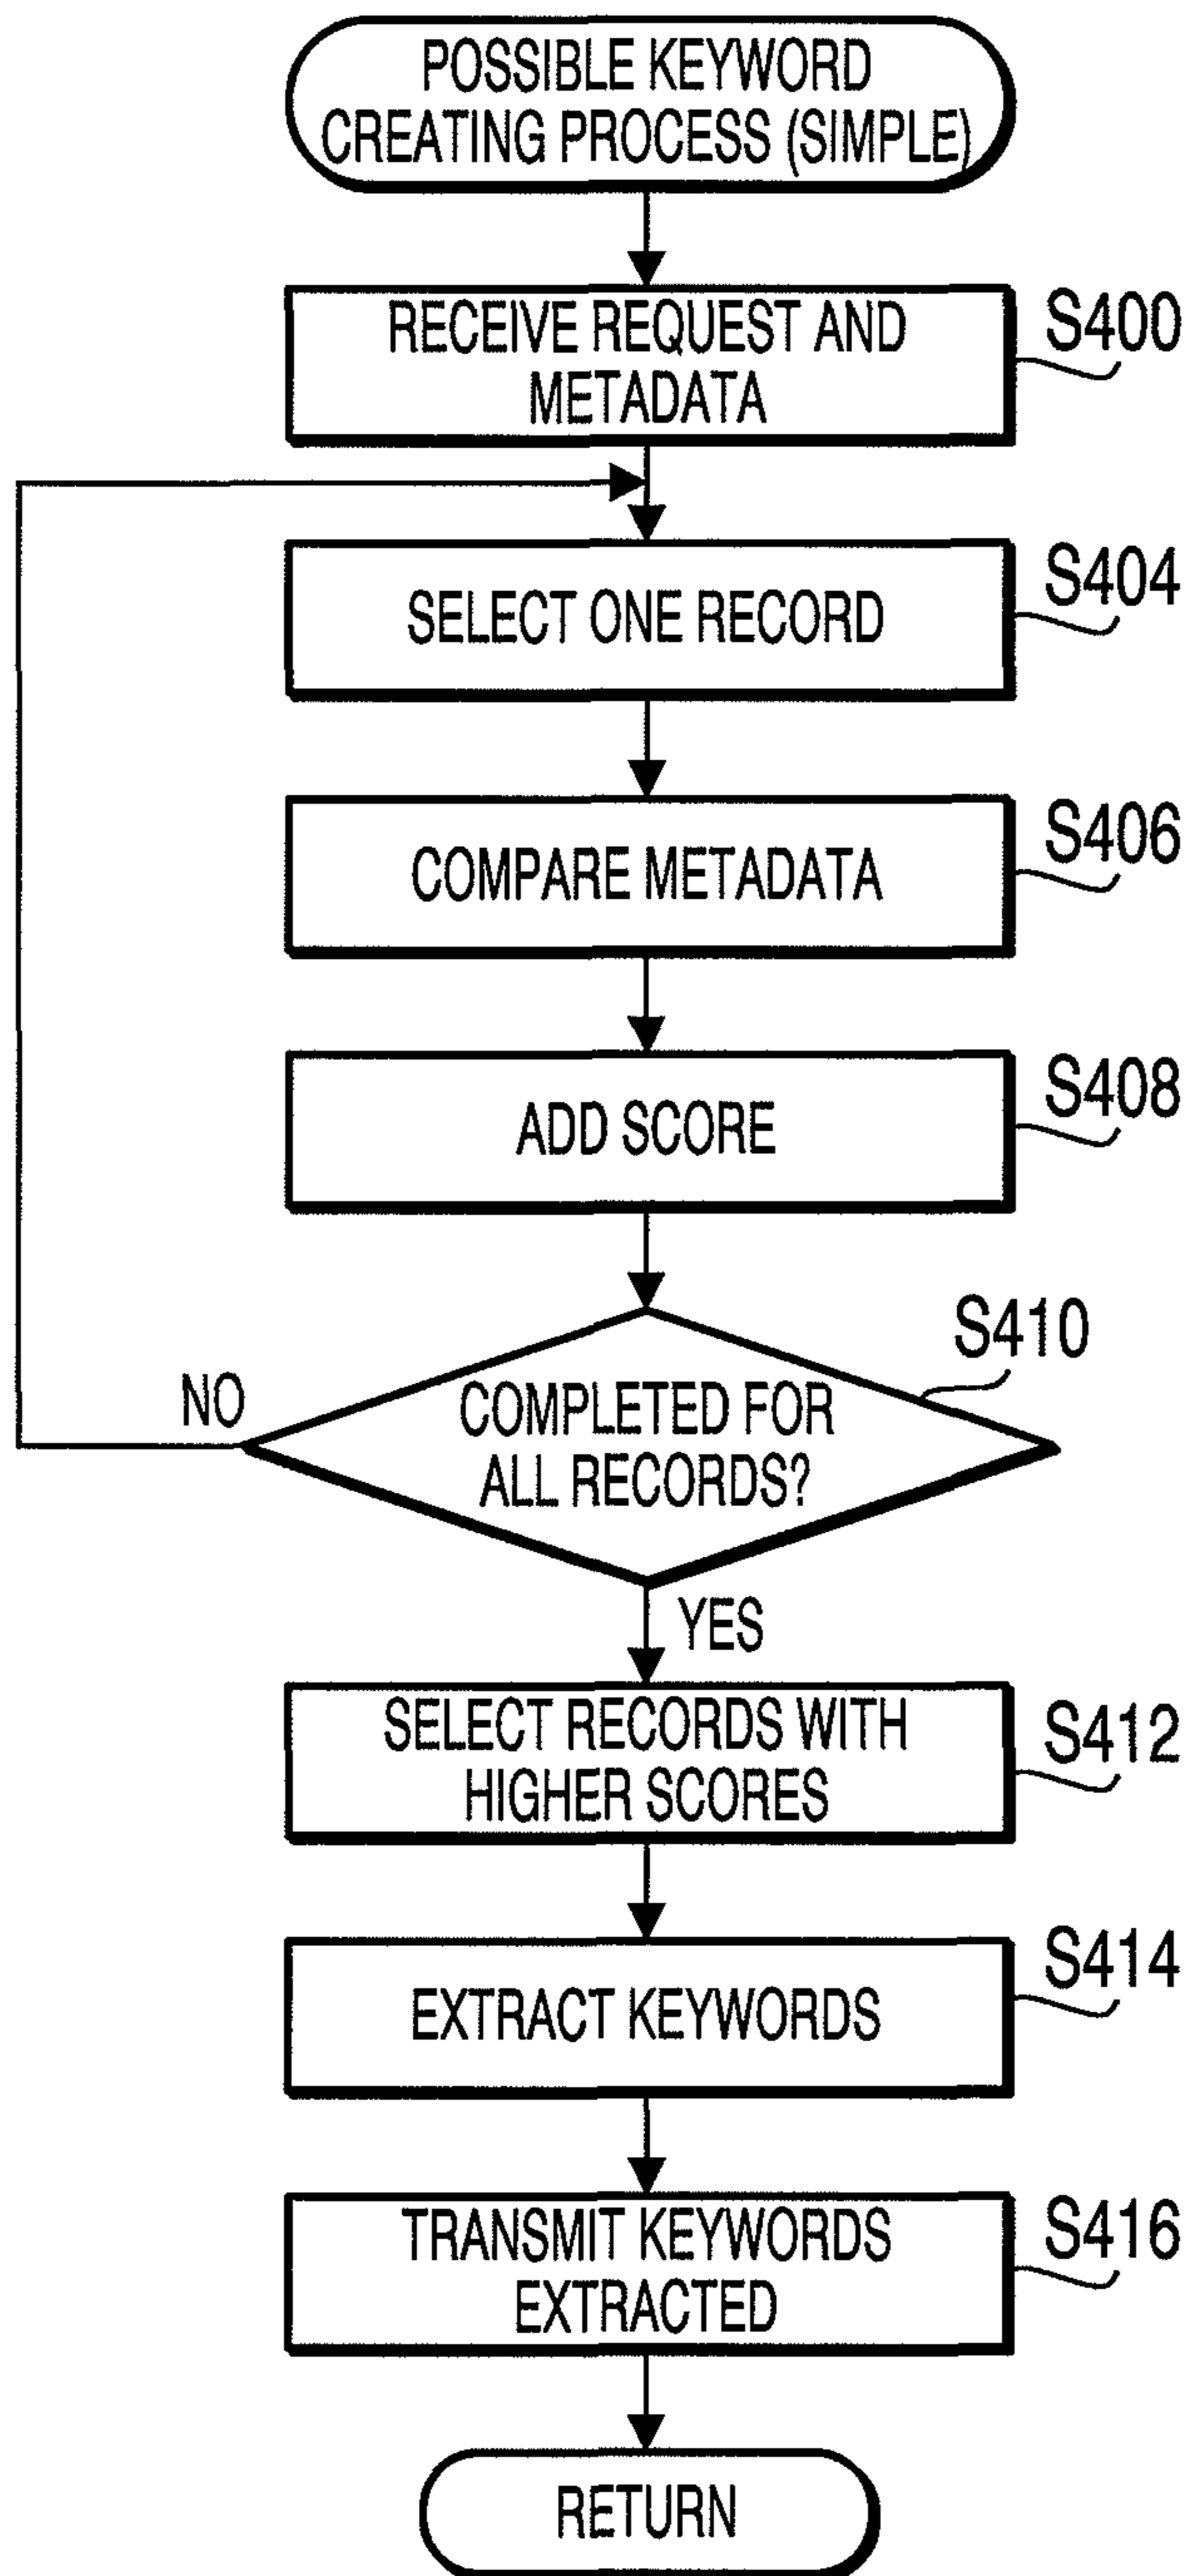 POSSIBLE KEYWORD
CREATING PROCESS (SIMPLE)
RECEIVE REQUEST AND
METADATA
S400
SELECT ONE RECORD
S404
COMPARE METADATA
S406
ADD SCORE
S408
S410
NO
COMPLETED FOR
ALL RECORDS?
YES
SELECT RECORDS WITH
HIGHER SCORES
S412
EXTRACT KEYWORDS
S414
TRANSMIT KEYWORDS
EXTRACTED
S416
RETURN